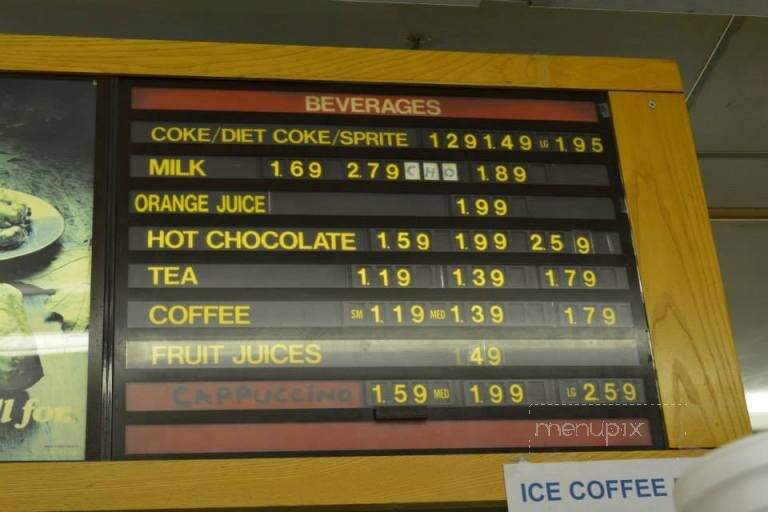 BEVERAGES
COKE/DIET COKE/SPRITE 1291.49 LG 1.95
MILK 1.69 2.79 CHO 1.89
ORANGE JUICE 1.99
HOT CHOCOLATE 1.59 1.99 2.59
TEA 1.19 1.39 1.79
COFFEE SM 1.19 MED 1.39 1.79
FRUIT JUICES 1.49
CAPPUCCINO 1.59 MED 1.99 LG 2.59
menupix
ll for
ICE COFFEE